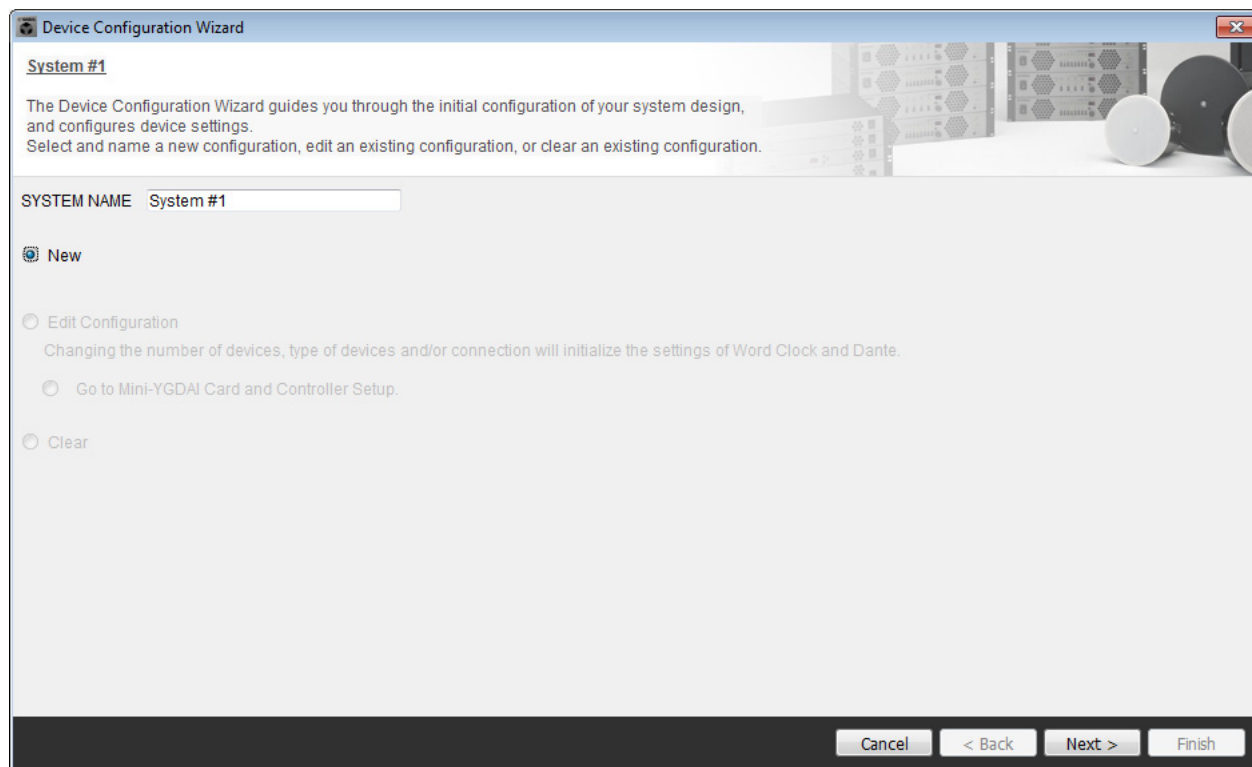 Device Configuration Wizard
System #1
The Device Configuration Wizard guides you through the initial configuration of your system design,
and configures device settings.
Select and name a new configuration, edit an existing configuration, or clear an existing configuration.
SYSTEM NAME System #1
New
Edit Configuration
Changing the number of devices, type of devices and/or connection will initialize the settings of Word Clock and Dante.
Go to Mini-YGDAI Card and Controller Setup.
Clear
Cancel < Back Next > Finish